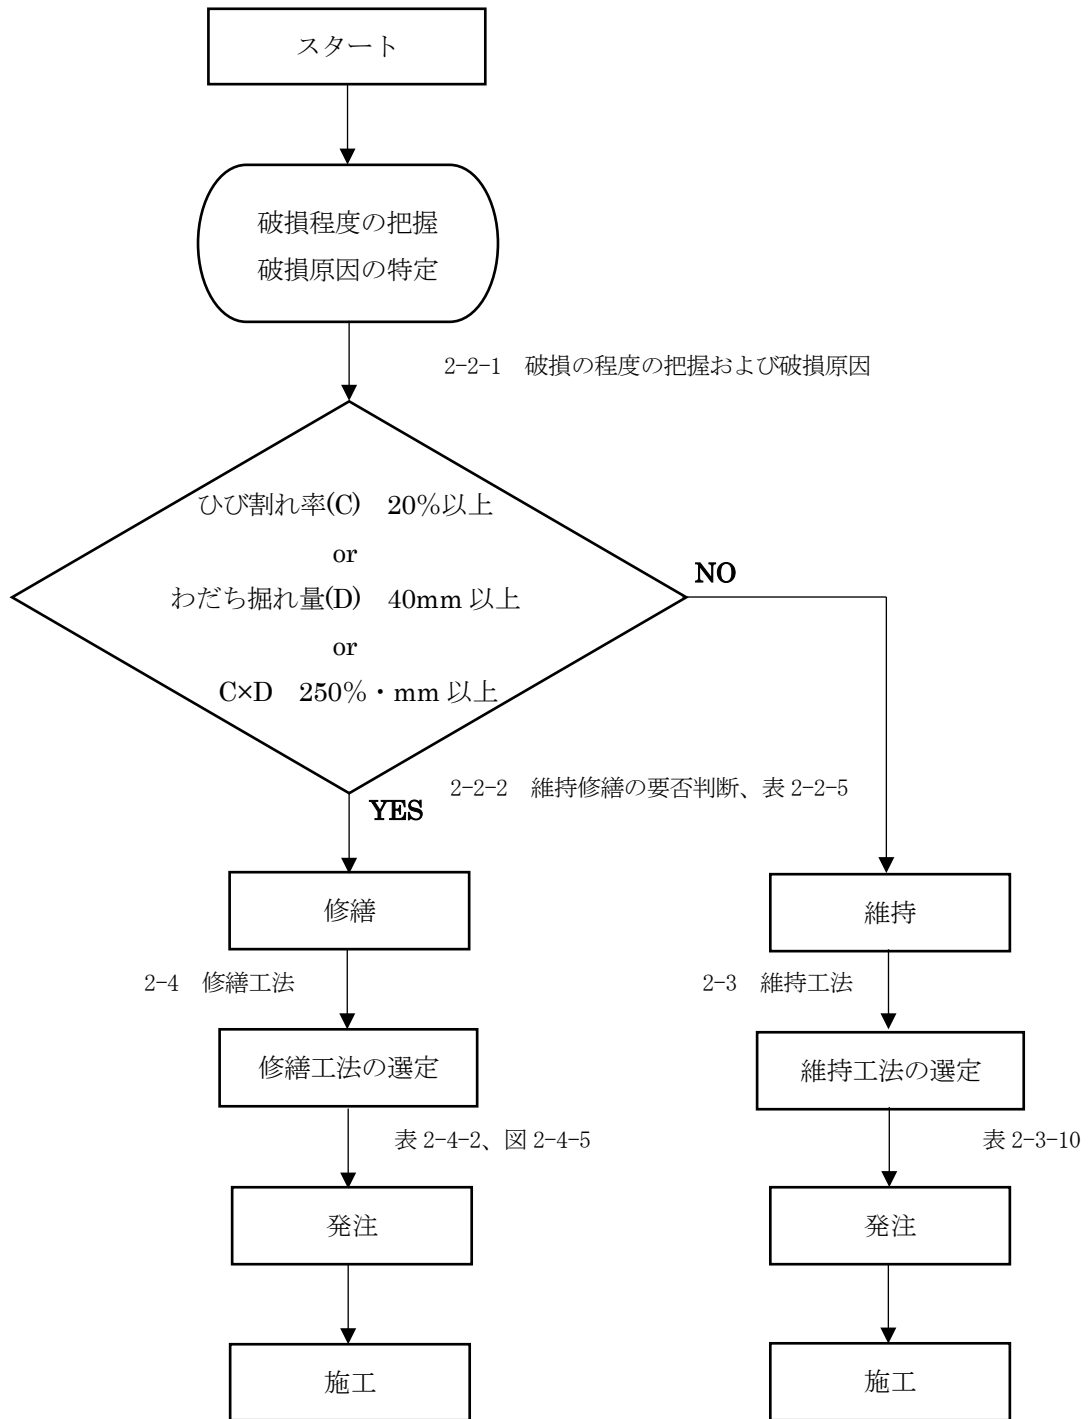 スタート
破損程度の把握
破損原因の特定
2-2-1　破損の程度の把握および破損原因
ひび割れ率(C)　20%以上
or
わだち掘れ量(D)　40mm 以上
or
C×D　250%・mm 以上
NO
2-2-2　維持修繕の要否判断、表 2-2-5
YES
修繕
維持
2-4　修繕工法
2-3　維持工法
修繕工法の選定
維持工法の選定
表 2-4-2、図 2-4-5
表 2-3-10
発注
発注
施工
施工